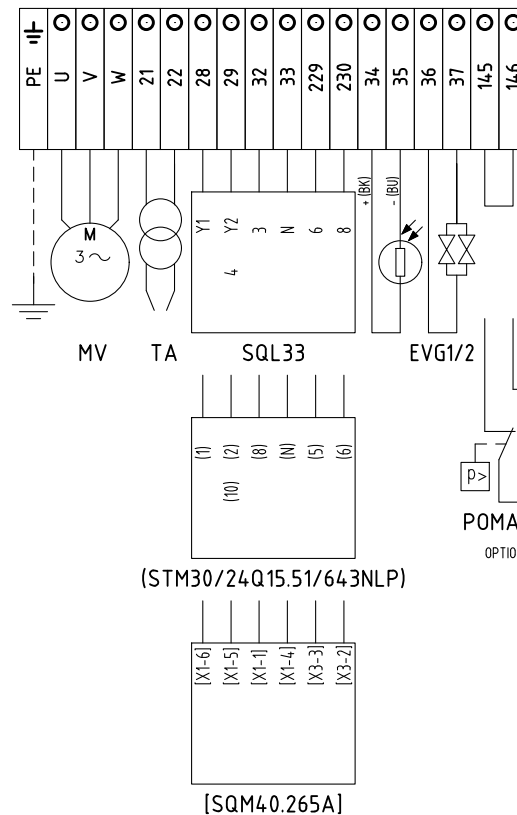 PE U V W 21 22 28 29 32 33 229 230 34 35 36 37 145 146
+ (BK) - (BU)
Y1 Y2 3 N 6 8
4
M
3
MV TA SQL33 EVG1/2
(1) (2) (8) (N) (5) (6)
(10)
P>
POMA
OPTIO
(STM30/24Q15.51/643NLP)
[X1-6] [X1-5] [X1-1] [X1-4] [X3-3] [X3-2]
[SQM40.265A]